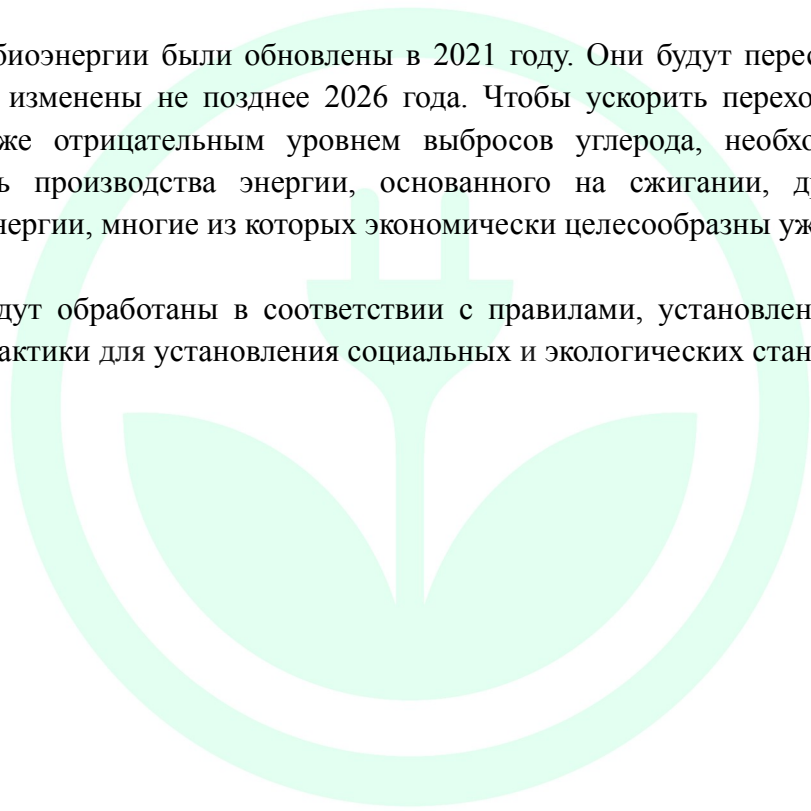 биоэнергии были обновлены в 2021 году. Они будут перес
изменены не позднее 2026 года. Чтобы ускорить перехо
же отрицательным уровнем выбросов углерода, необхо
ь производства энергии, основанного на сжигании, д
нергии, многие из которых экономически целесообразны уж
дут обработаны в соответствии с правилами, установлен
актики для установления социальных и экологических стан